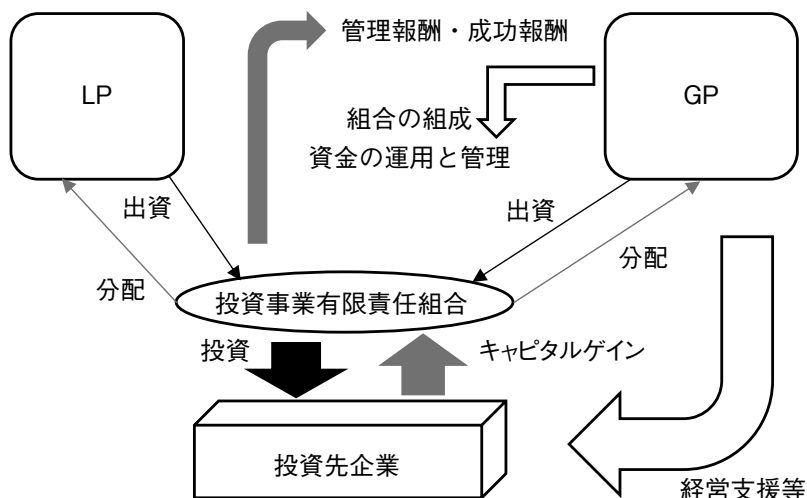 管理報酬・成功報酬
LP
GP
組合の組成
資金の運用と管理
出資
出資
分配
分配
投資事業有限責任組合
投資
キャピタルゲイン
投資先企業
経営支援等